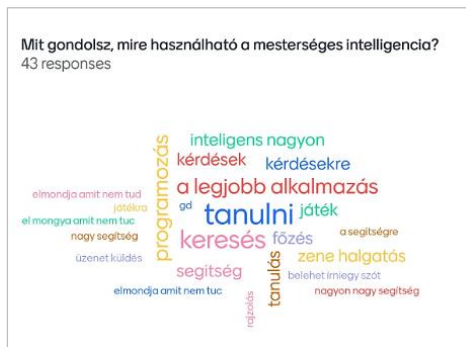 Mit gondolsz, mire használható a mesterséges intelligencia?
43 responses
inteligens nagyon
programozás
kérdések
kérdésekre
a legjobb alkalmazás
elmondja amit nem tud
játékra
gd
tanulni
játék
el mongya amit nem tuc
nagy segítség
keresés
főzés
a segitségre
üzenet küldés
segitség
tanulás
zene halgatás
belehet írniegy szót
elmondja amit nem tuc
rajzolás
nagyon nagy segítség